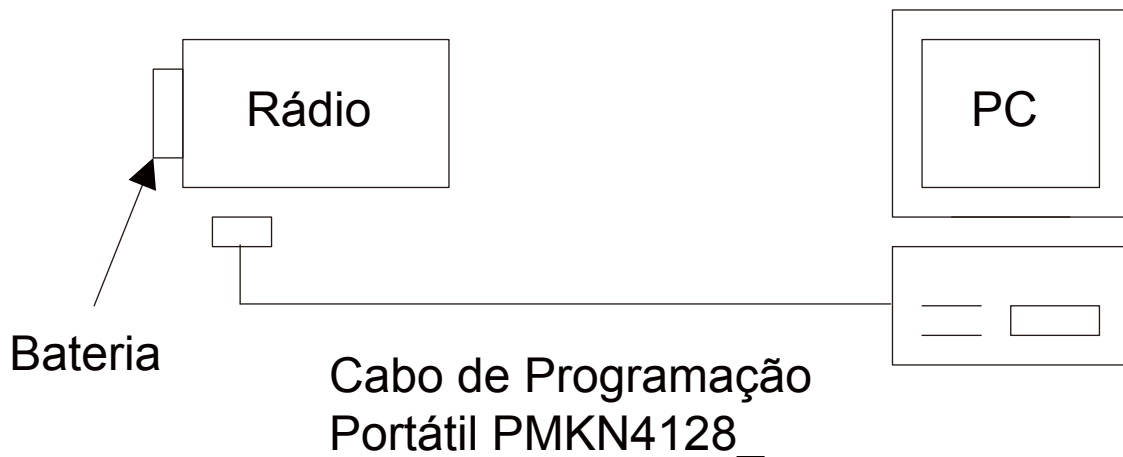 Rádio
PC
Bateria
Cabo de Programação
Portátil PMKN4128_